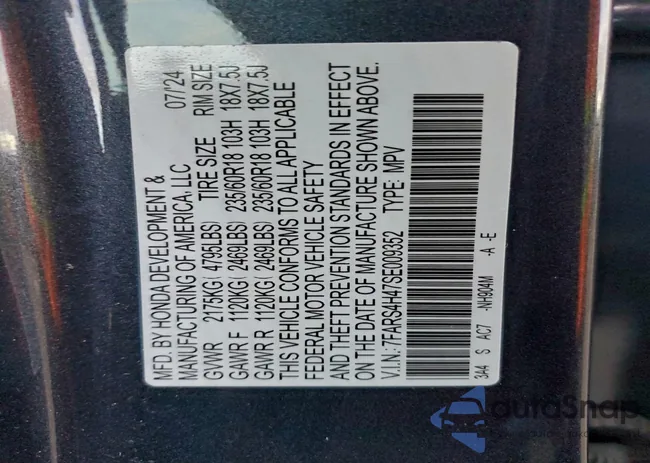 MFD. BY HONDA DEVELOPMENT &
MANUFACTURING OF AMERICA, LLC 07/24
GVWR 2175KG ( 4795LBS) TIRE SIZE RIM SIZE
GAWR F 1120KG ( 2469LBS) 235/60R18 103H 18X7.5J
GAWR R 1120KG ( 2469LBS) 235/60R18 103H 18X7.5J
THIS VEHICLE CONFORMS TO ALL APPLICABLE
FEDERAL MOTOR VEHICLE SAFETY
AND THEFT PREVENTION STANDARDS IN EFFECT
ON THE DATE OF MANUFACTURE SHOWN ABOVE.
V.I.N.: 7FARS4H47SE009352 TYPE: MPV
3A4 S AC7 -NH904M -A -E
autoSnap